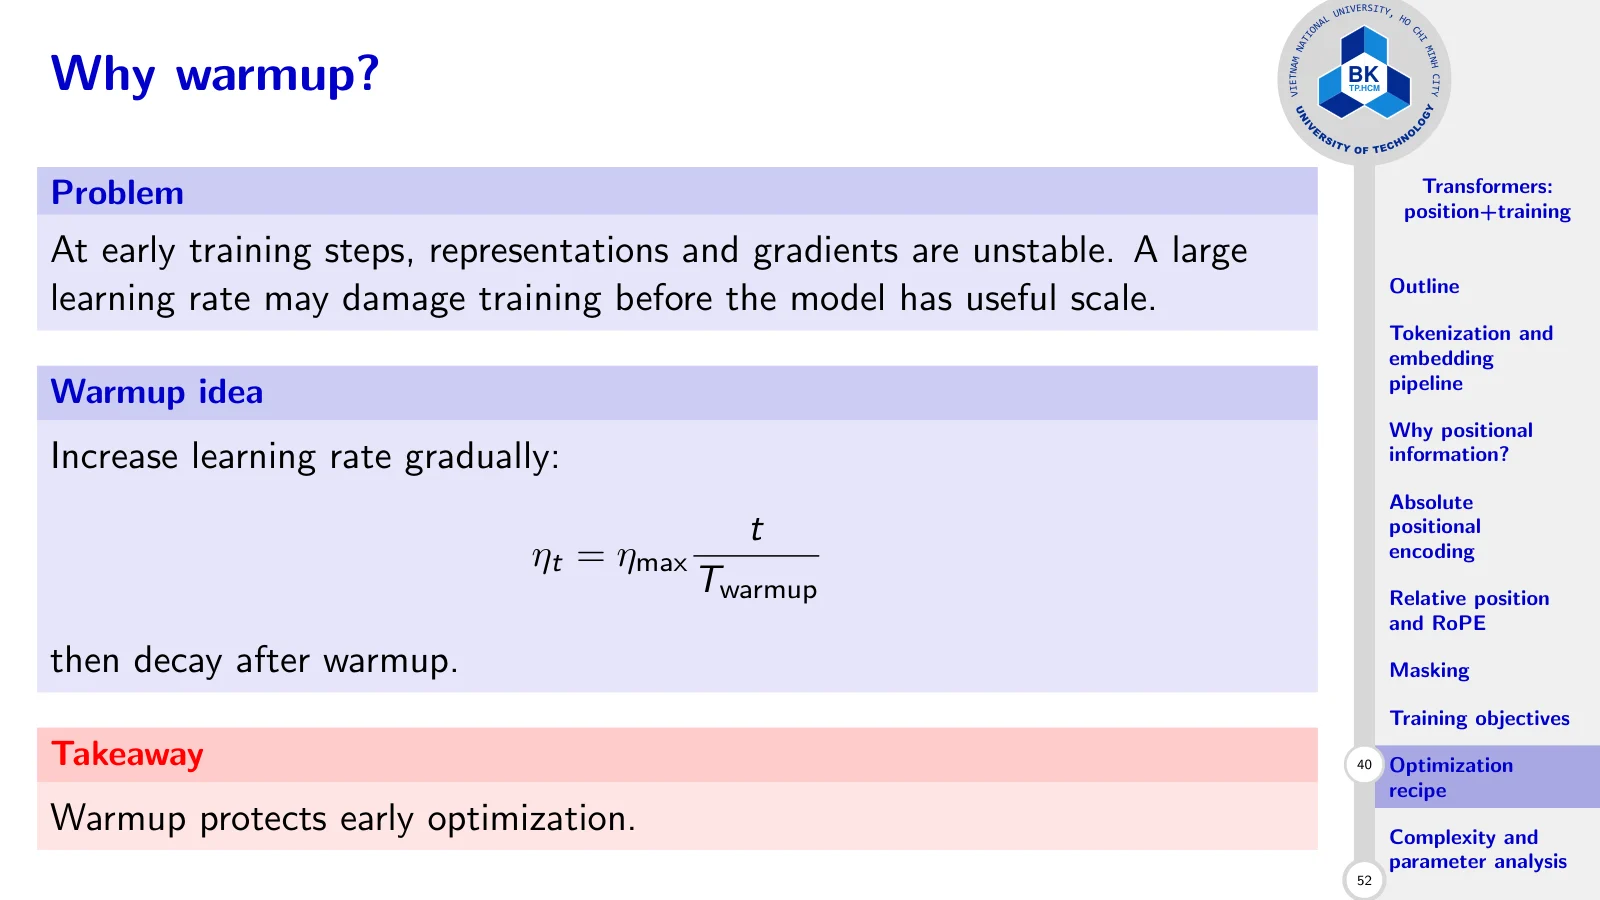 Why warmup?
VIETNAM NATIONAL UNIVERSITY, HO CHI MINH CITY
BK
TP.HCM
UNIVERSITY OF TECHNOLOGY
Problem
At early training steps, representations and gradients are unstable. A large
learning rate may damage training before the model has useful scale.
Warmup idea
Increase learning rate gradually:
η_t = η_max t / T_warmup
then decay after warmup.
Takeaway
Warmup protects early optimization.
Transformers:
position+training
Outline
Tokenization and
embedding
pipeline
Why positional
information?
Absolute
positional
encoding
Relative position
and RoPE
Masking
Training objectives
40
Optimization
recipe
Complexity and
parameter analysis
52